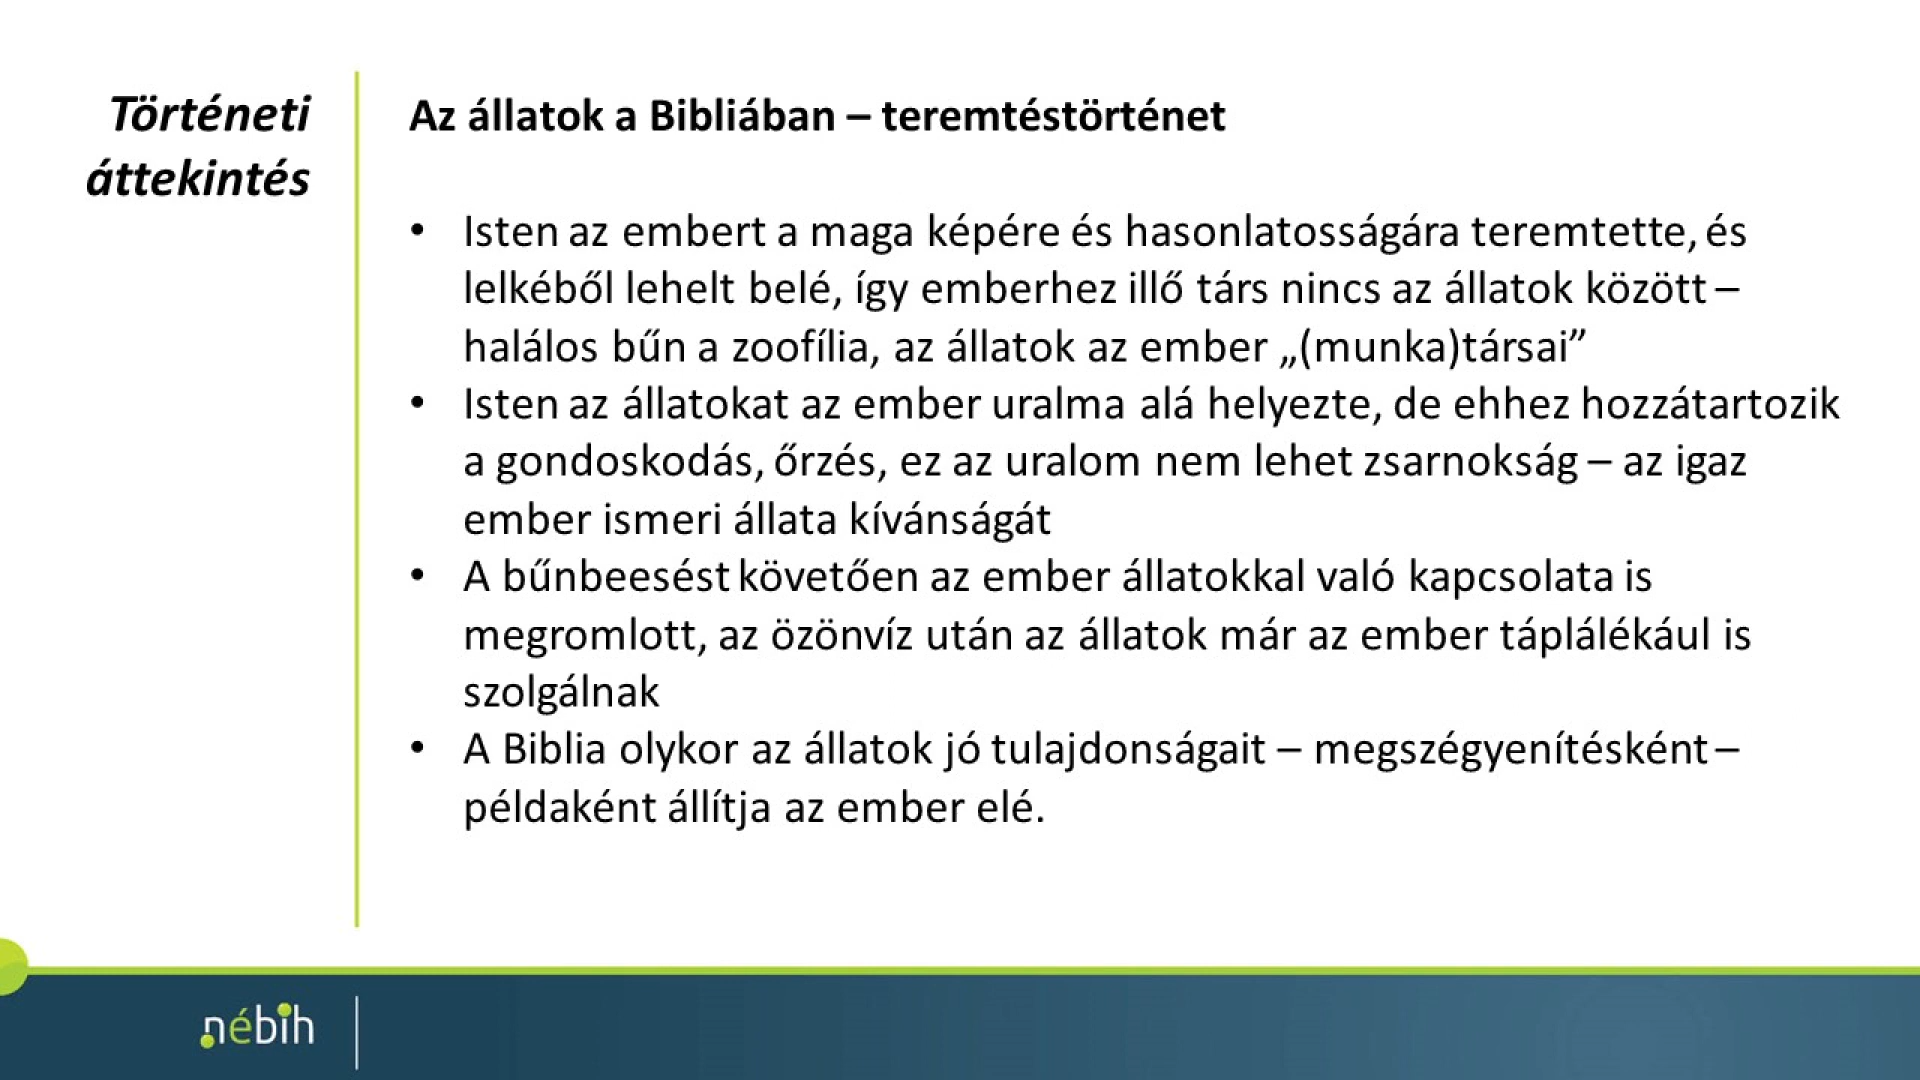 Történeti
áttekintés
Az állatok a Bibliában – teremtéstörténet
• Isten az embert a maga képére és hasonlatosságára teremtette, és
lelkéből lehelt belé, így emberhez illő társ nincs az állatok között –
halálos bűn a zoofília, az állatok az ember „(munka)társai”
• Isten az állatokat az ember uralma alá helyezte, de ehhez hozzátartozik
a gondoskodás, őrzés, ez az uralom nem lehet zsarnokság – az igaz
ember ismeri állata kívánságát
• A bűnbeesést követően az ember állatokkal való kapcsolata is
megromlott, az özönvíz után az állatok már az ember táplálékául is
szolgálnak
• A Biblia olykor az állatok jó tulajdonságait – megszégyenítésként –
példaként állítja az ember elé.
nébih